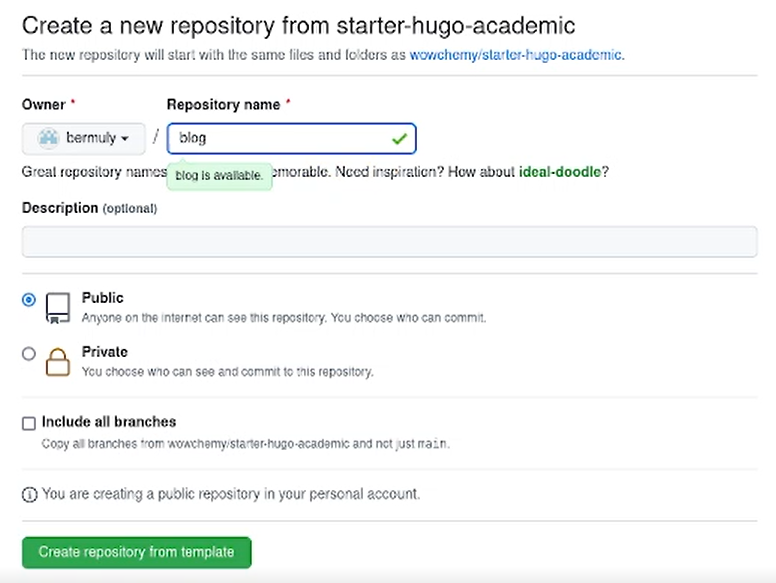 Create a new repository from starter-hugo-academic
The new repository will start with the same files and folders as wowchemy/starter-hugo-academic.
Owner * Repository name *
bermuly / blog
Great repository names emorable. Need inspiration? How about ideal-doodle?
blog is available.
Description (optional)
Public
Anyone on the internet can see this repository. You choose who can commit.
Private
You choose who can see and commit to this repository.
Include all branches
Copy all branches from wowchemy/starter-hugo-academic and not just main.
You are creating a public repository in your personal account.
Create repository from template